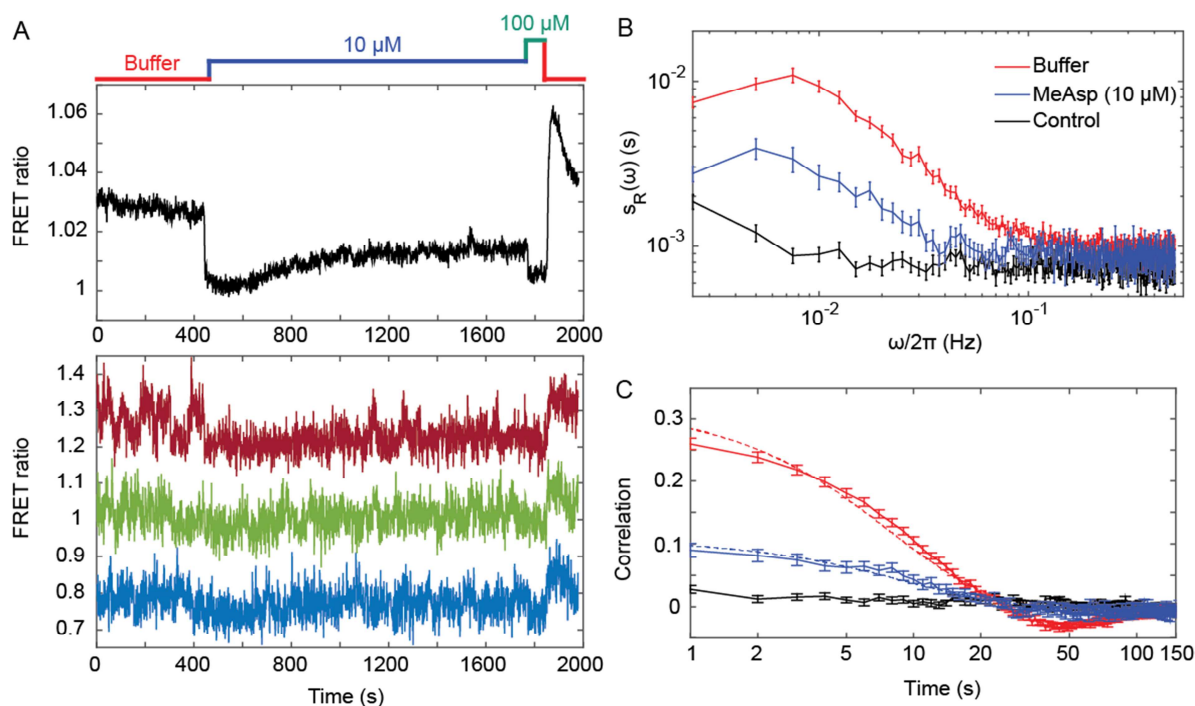 A
Buffer
10 µM
100 µM
FRET ratio
1.06
1.04
1.02
1
0 400 800 1200 1600 2000
FRET ratio
1.4
1.3
1.2
1.1
1
0.9
0.8
0.7
0 400 800 1200 1600 2000
Time (s)
B
s_R(ω) (s)
10⁻²
10⁻³
Buffer
MeAsp (10 µM)
Control
10⁻² 10⁻¹
ω/2π (Hz)
C
Correlation
0.3
0.2
0.1
0
1 2 5 10 20 50 100 150
Time (s)